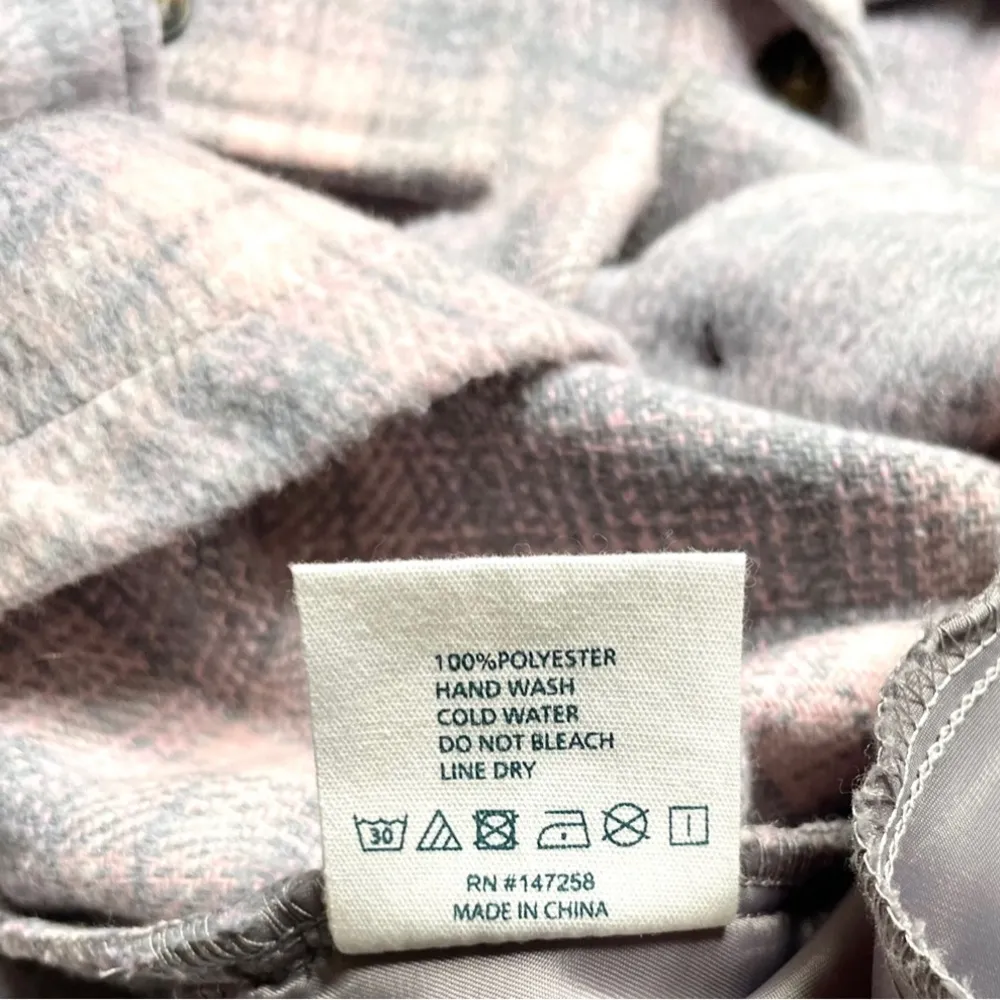 100%POLYESTER
HAND WASH
COLD WATER
DO NOT BLEACH
LINE DRY
30
RN #147258
MADE IN CHINA